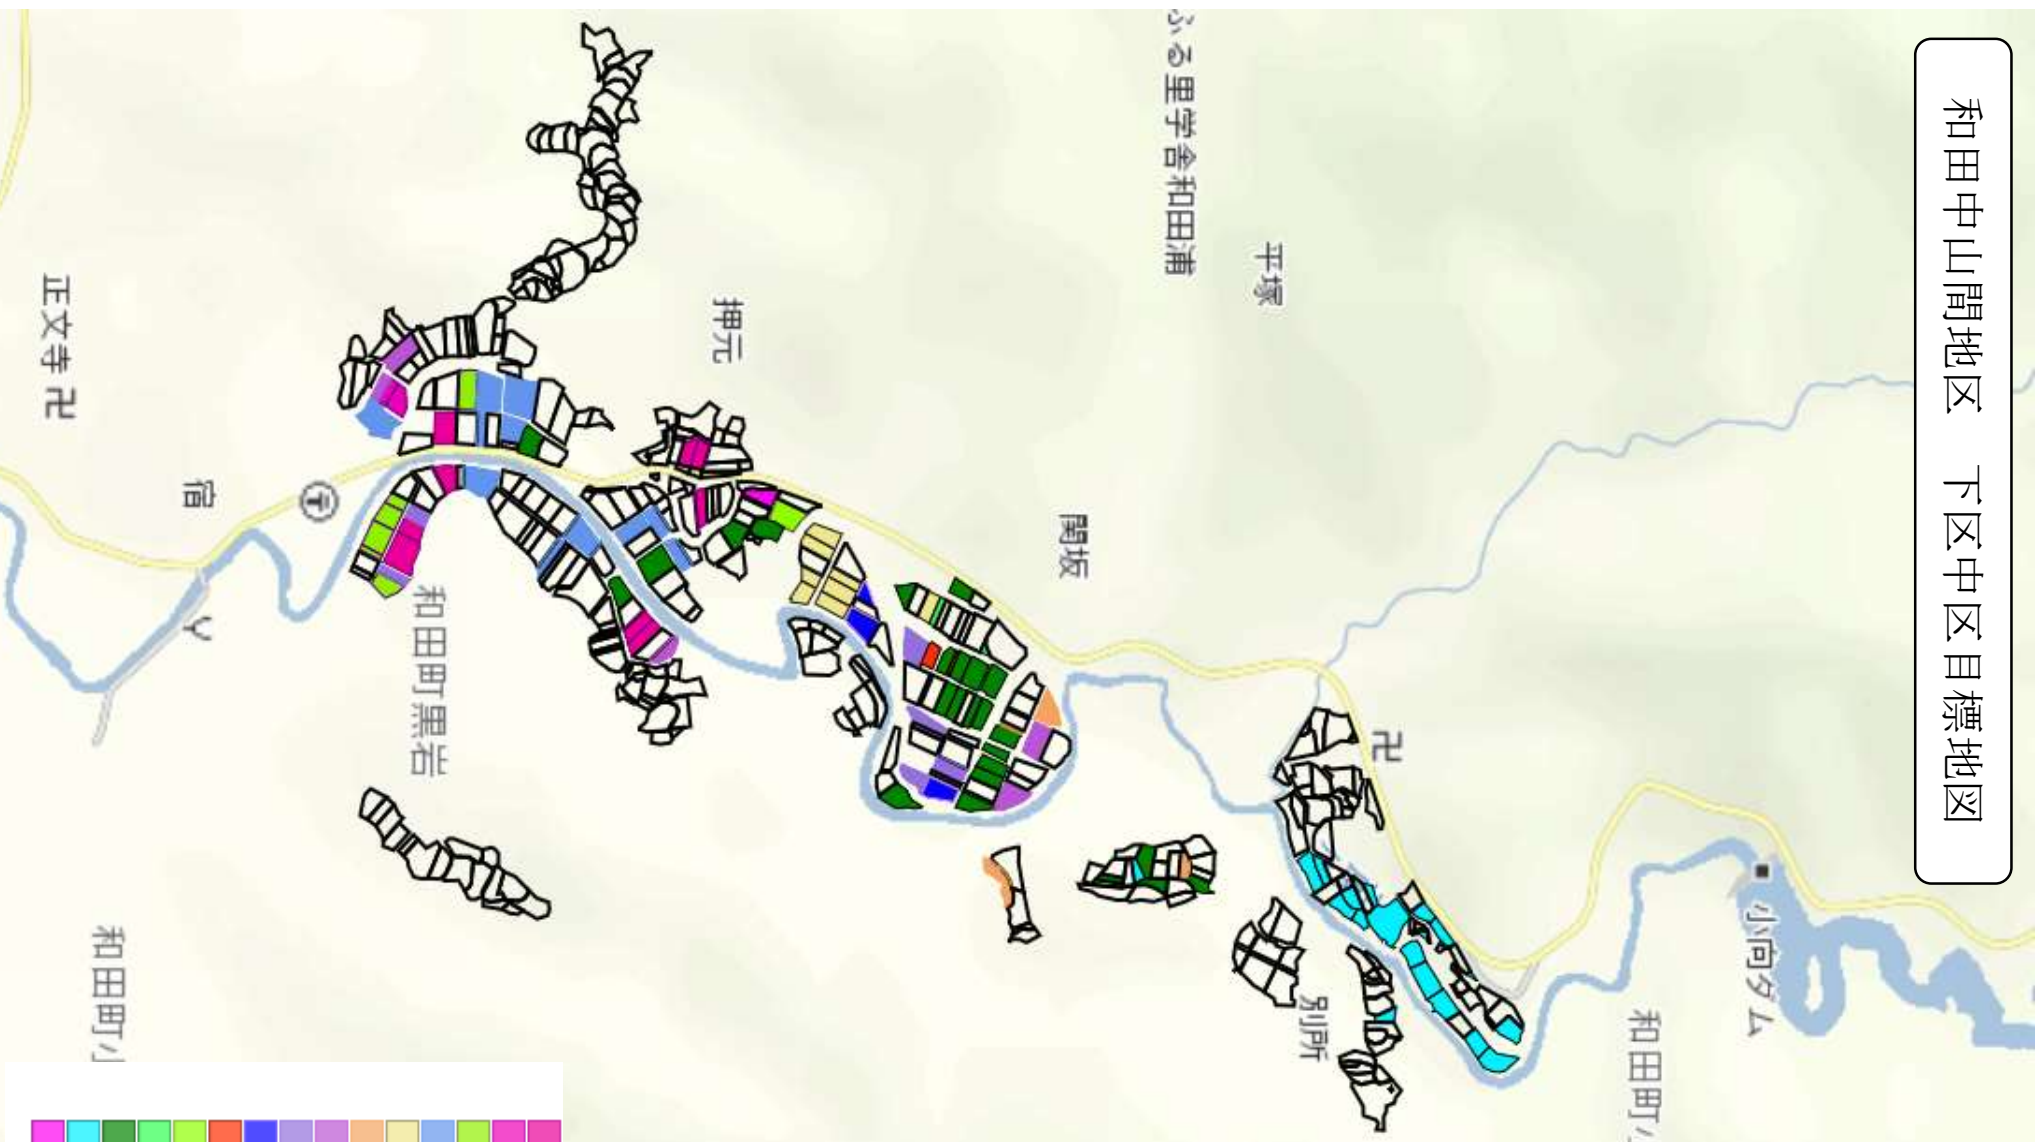 和田中山間地区　下区中区目標地図
ふる里学舎和田浦
平塚
押元
関坂
正文寺
宿
和田町黒岩
小向ダム
別所
和田町
和田町小